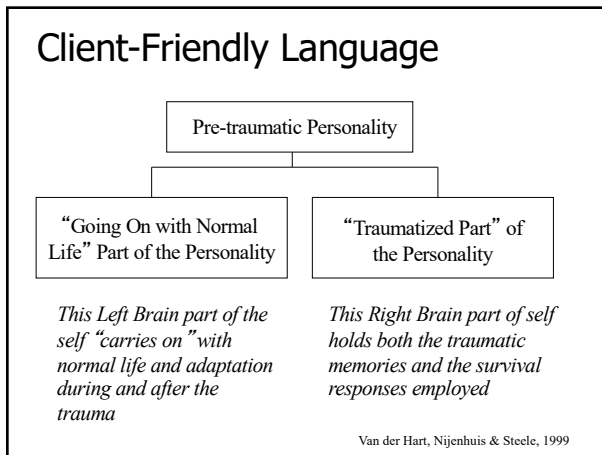 Client-Friendly Language
Pre-traumatic Personality
“Going On with Normal
Life” Part of the Personality
“Traumatized Part” of
the Personality
This Left Brain part of the
self “carries on” with
normal life and adaptation
during and after the
trauma
This Right Brain part of self
holds both the traumatic
memories and the survival
responses employed
Van der Hart, Nijenhuis & Steele, 1999